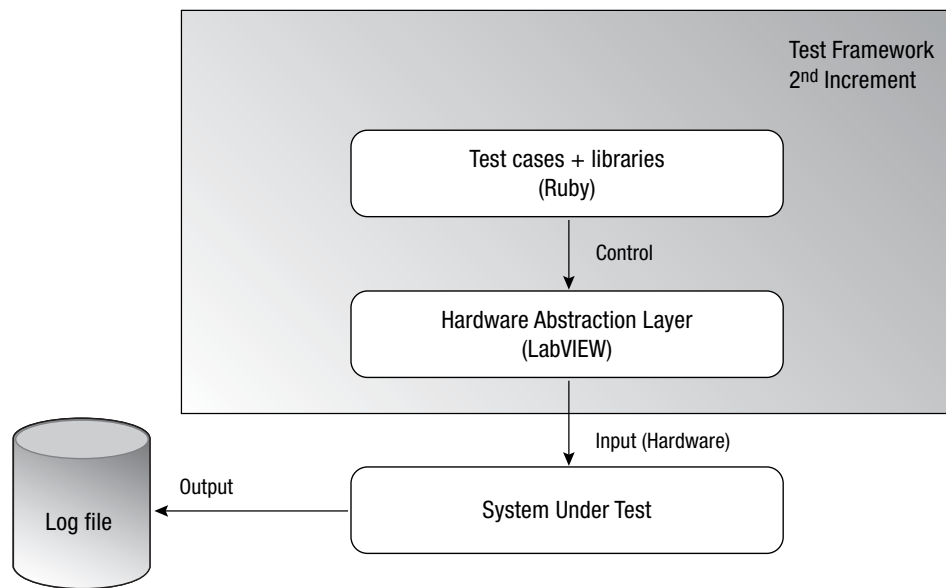 Test Framework
2nd Increment
Test cases + libraries
(Ruby)
Control
Hardware Abstraction Layer
(LabVIEW)
Input (Hardware)
Output
System Under Test
Log file